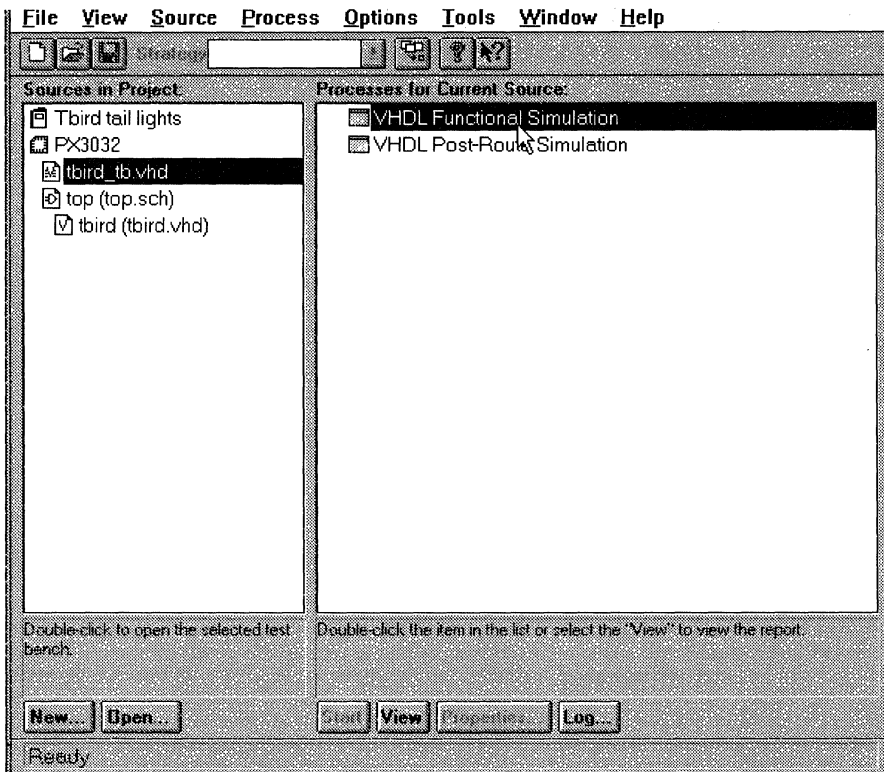 File View Source Process Options Tools Window Help
Strategy
Sources in Project:
Tbird tail lights
PX3032
tbird_tb.vhd
top (top.sch)
tbird (tbird.vhd)
Double-click to open the selected test
bench.
New... Open...
Processes for Current Source:
VHDL Functional Simulation
VHDL Post-Route Simulation
Double-click the item in the list or select the "View" to view the report.
Start View Properties... Log...
Ready